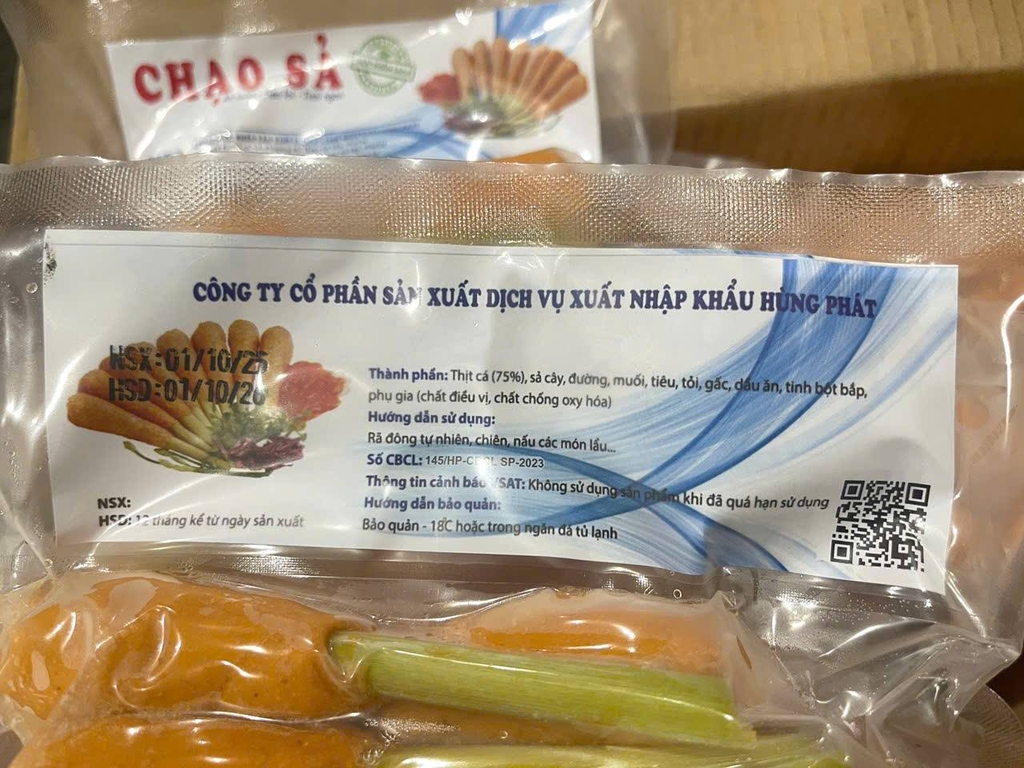 CHẠO SẢ
CÔNG TY CỔ PHẦN SẢN XUẤT DỊCH VỤ XUẤT NHẬP KHẨU HÙNG PHÁT
HSX:01/10/25
HSD:01/10/26
NSX:
HSD: 12 tháng kể từ ngày sản xuất
Thành phần: Thịt cá (75%), sả cây, đường, muối, tiêu, tỏi, gấc, dầu ăn, tinh bột bắp,
phụ gia (chất điều vị, chất chống oxy hóa)
Hướng dẫn sử dụng:
Rã đông tự nhiên, chiên, nấu các món lẩu...
Số CBCL: 145/HP-CBCL SP-2023
Thông tin cảnh báo VSAT: Không sử dụng sản phẩm khi đã quá hạn sử dụng
Hướng dẫn bảo quản:
Bảo quản - 18°C hoặc trong ngăn đá tủ lạnh